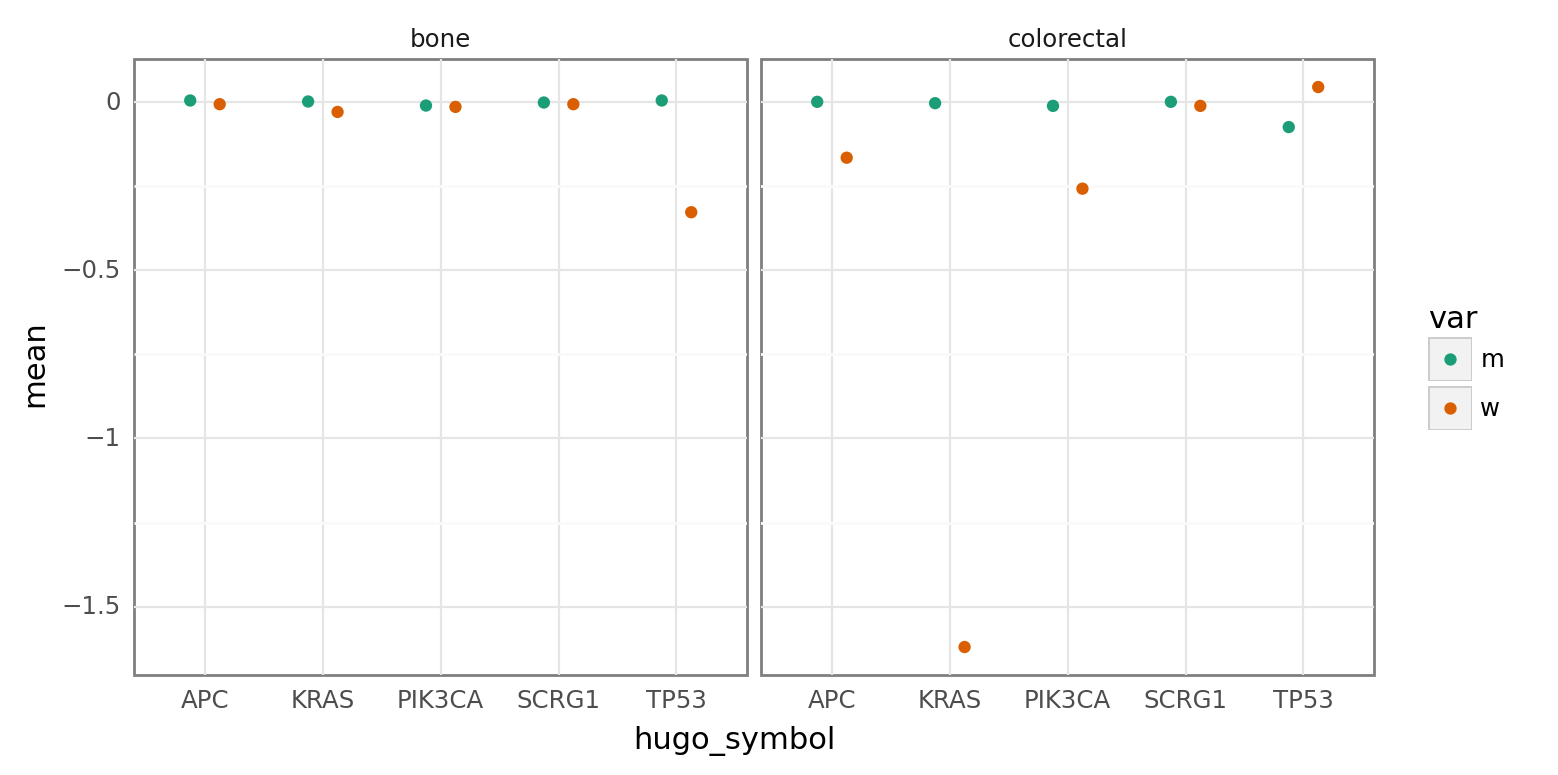 bone
colorectal
0
−0.5
−1
−1.5
mean
APC
KRAS
PIK3CA
SCRG1
TP53
APC
KRAS
PIK3CA
SCRG1
TP53
hugo_symbol
var
m
w